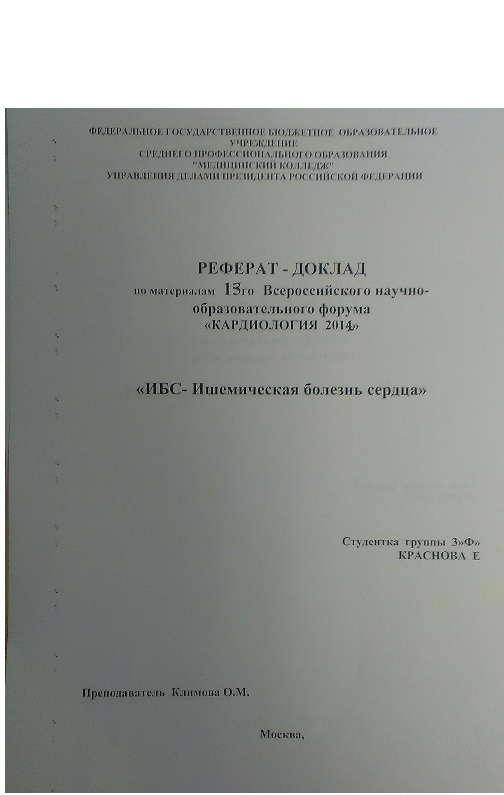 ФЕДЕРАЛЬНОЕ ГОСУДАРСТВЕННОЕ БЮДЖЕТНОЕ ОБРАЗОВАТЕЛЬНОЕ
УЧРЕЖДЕНИЕ
СРЕДНЕГО ПРОФЕССИОНАЛЬНОГО ОБРАЗОВАНИЯ
"МЕДИЦИНСКИЙ КОЛЛЕДЖ"
УПРАВЛЕНИЯ ДЕЛАМИ ПРЕЗИДЕНТА РОССИЙСКОЙ ФЕДЕРАЦИИ
РЕФЕРАТ - ДОКЛАД
по материалам 13го Всероссийского научно-
образовательного форума
«КАРДИОЛОГИЯ 2014»
«ИБС- Ишемическая болезнь сердца»
Студентка группы 3»Ф»
КРАСНОВА Е
Преподаватель Климова О.М.
Москва,